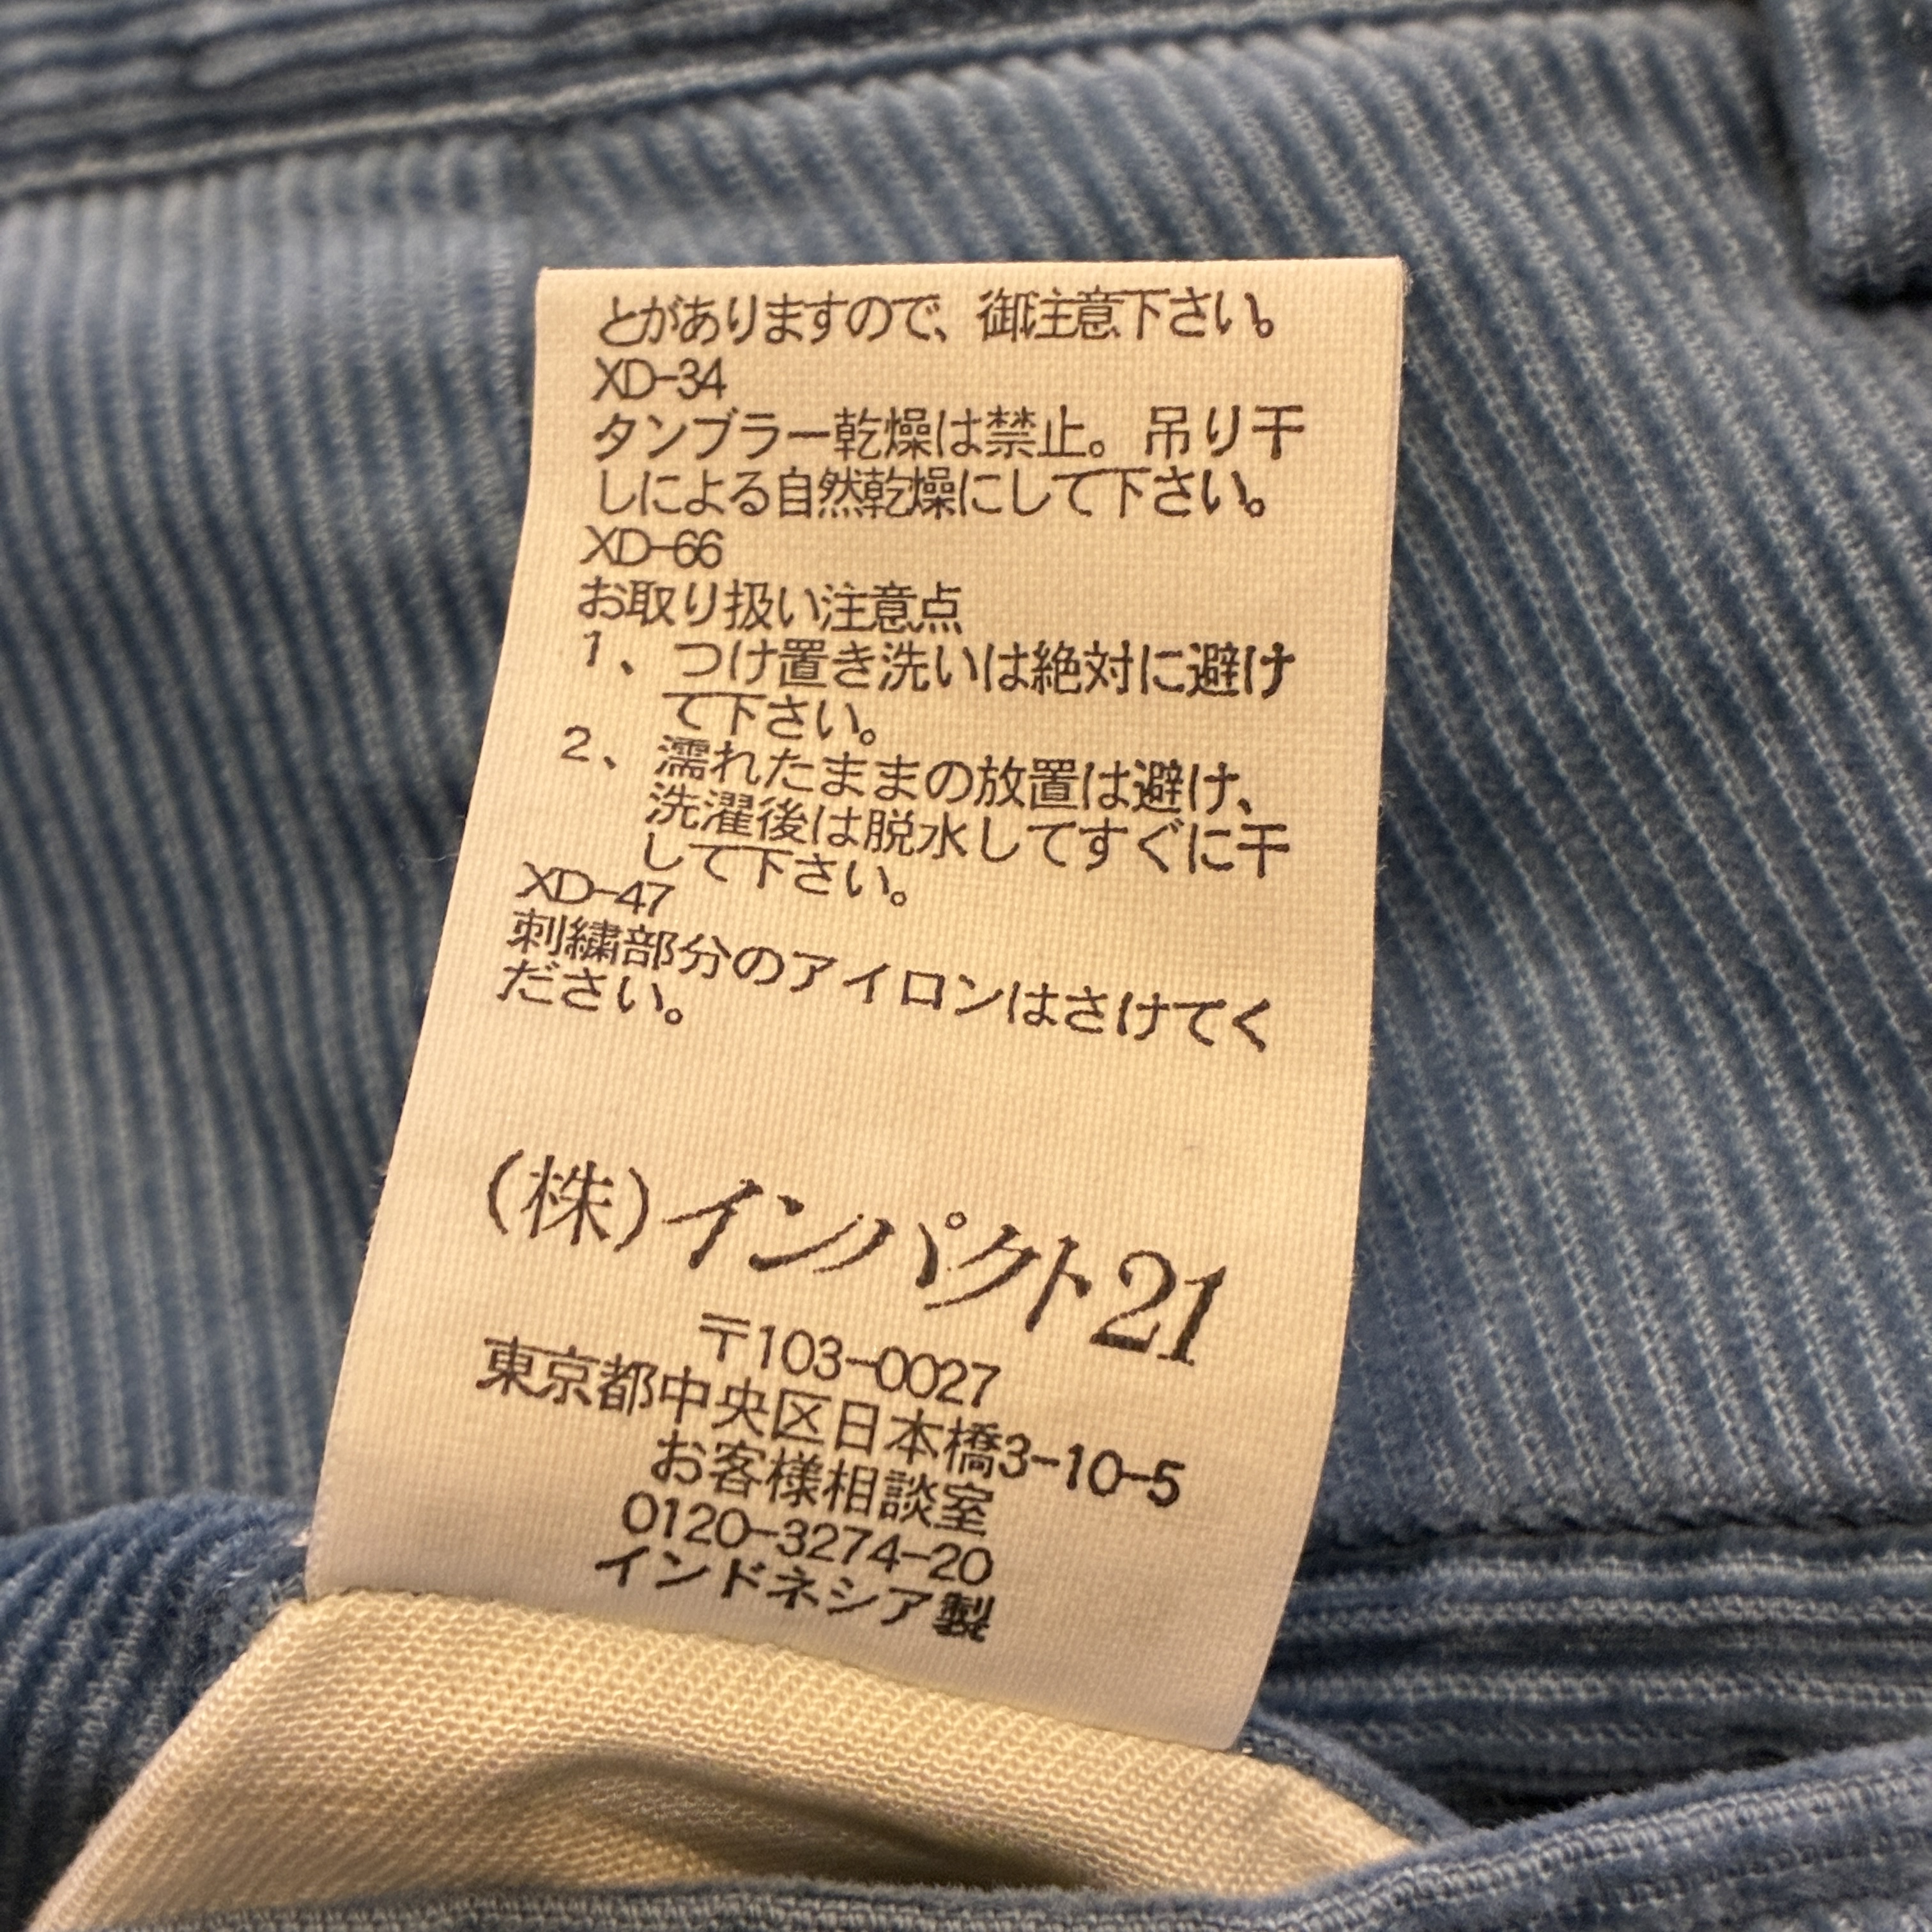 とがありますので、御注意下さい。
XD-34
タンブラー乾燥は禁止。吊り干
しによる自然乾燥にして下さい。
XD-66
お取り扱い注意点
1、つけ置き洗いは絶対に避け
て下さい。
2、濡れたままの放置は避け、
洗濯後は脱水してすぐに干
して下さい。
XD-47
刺繍部分のアイロンはさけてく
ださい。
(株)インパクト21
〒103-0027
東京都中央区日本橋3-10-5
お客様相談室
0120-3274-20
インドネシア製